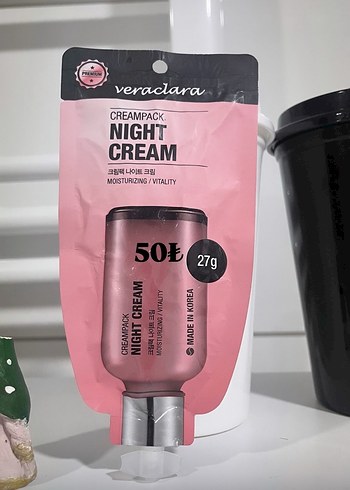 PREMIUM
veraclara
CREAMPACK
NIGHT
CREAM
크림팩 나이트 크림
MOISTURIZING / VITALITY
50₺
27g
CREAMPACK
NIGHT CREAM
크림팩 나이트 크림
MOISTURIZING / VITALITY
MADE IN KOREA